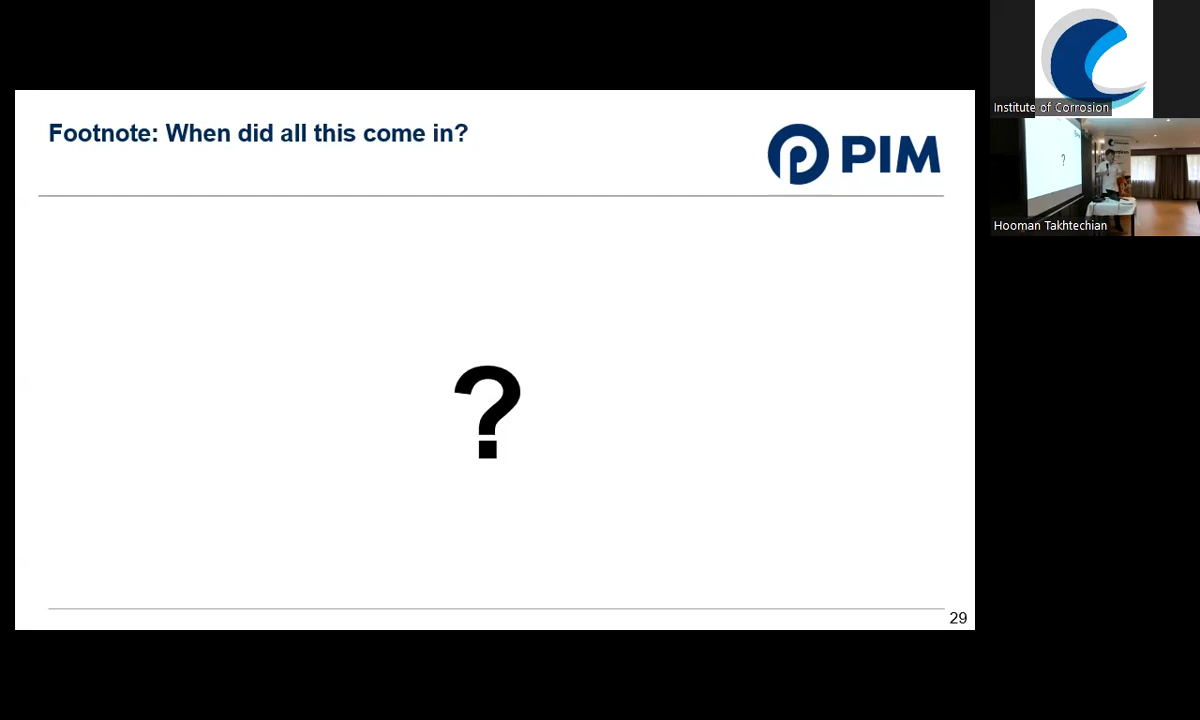 Footnote: When did all this come in?
PIM
?
29
Institute of Corrosion
?
Hooman Takhtechian